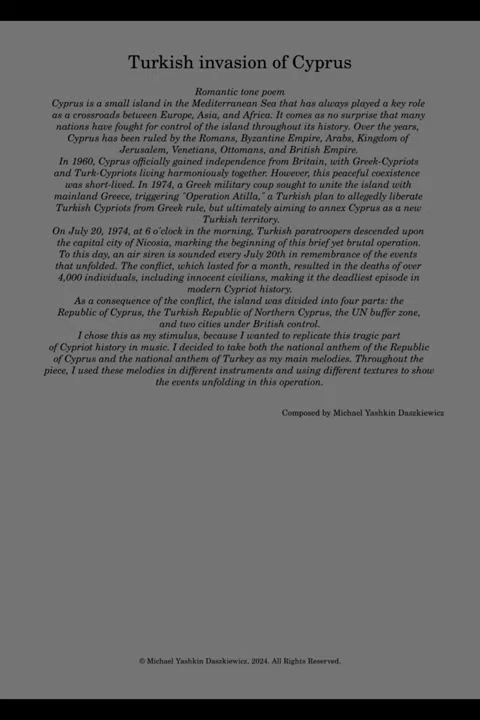 Turkish invasion of Cyprus
Romantic tone poem
Cyprus is a small island in the Mediterranean Sea that has always played a key role
as a crossroads between Europe, Asia, and Africa. It comes as no surprise that many
nations have fought for control of the island throughout its history. Over the years,
Cyprus has been ruled by the Romans, Byzantine Empire, Arabs, Kingdom of
Jerusalem, Venetians, Ottomans, and British Empire.
In 1960, Cyprus officially gained independence from Britain, with Greek-Cypriots
and Turk-Cypriots living harmoniously together. However, this peaceful coexistence
was short-lived. In 1974, a Greek military coup sought to unite the island with
mainland Greece, triggering "Operation Atilla," a Turkish plan to allegedly liberate
Turkish Cypriots from Greek rule, but ultimately aiming to annex Cyprus as a new
Turkish territory.
On July 20, 1974, at 6 o'clock in the morning, Turkish paratroopers descended upon
the capital city of Nicosia, marking the beginning of this brief yet brutal operation.
To this day, an air siren is sounded every July 20th in remembrance of the events
that unfolded. The conflict, which lasted for a month, resulted in the deaths of over
4,000 individuals, including innocent civilians, making it the deadliest episode in
modern Cypriot history.
As a consequence of the conflict, the island was divided into four parts: the
Republic of Cyprus, the Turkish Republic of Northern Cyprus, the UN buffer zone,
and two cities under British control.
I chose this as my stimulus, because I wanted to replicate this tragic part
of Cypriot history in music. I decided to take both the national anthem of the Republic
of Cyprus and the national anthem of Turkey as my main melodies. Throughout the
piece, I used these melodies in different instruments and using different textures to show
the events unfolding in this operation.
Composed by Michael Yashkin Daszkiewicz
© Michael Yashkin Daszkiewicz, 2024. All Rights Reserved.